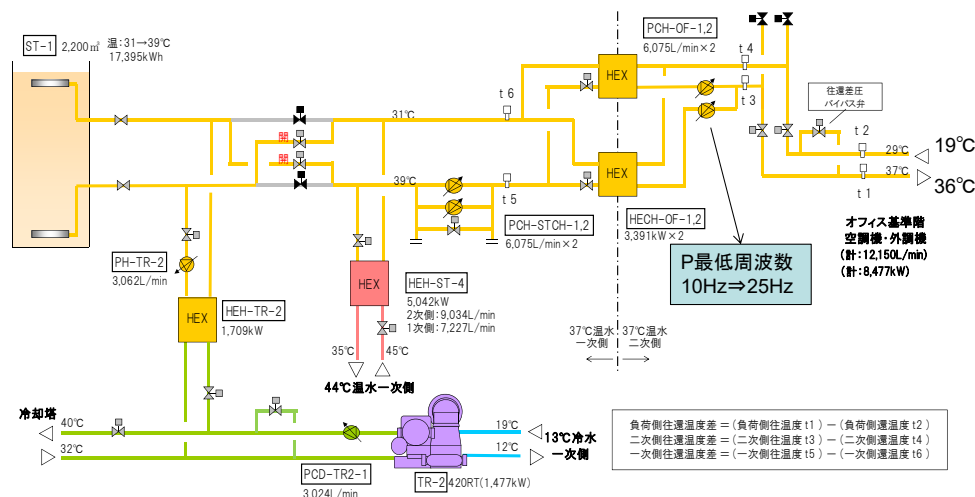 ST-1 2,200㎥ 温:31→39℃
17,395kWh
PCH-OF-1,2
6,075L/min×2
HEX
t4
t3
t6
往還差圧
バイパス弁
31℃
開
開
t2
29℃
19℃
37℃
36℃
t1
HEX
39℃
t5
PCH-STCH-1,2
6,075L/min×2
HECH-OF-1,2
3,391kW×2
オフィス基準階
空調機・外調機
(計:12,150L/min)
(計:8,477kW)
P最低周波数
10Hz⇒25Hz
PH-TR-2
3,062L/min
HEX
HEH-ST-4
5,042kW
2次側:9,034L/min
1次側:7,227L/min
HEX
HEH-TR-2
1,709kW
37℃温水
一次側
37℃温水
二次側
35℃
45℃
44℃温水一次側
冷却塔
40℃
32℃
19℃
12℃
13℃冷水
一次側
PCD-TR2-1
3,024L/min
TR-2 420RT(1,477kW)
負荷側往還温度差=(負荷側往温度t1)-(負荷側還温度t2)
二次側往還温度差=(二次側往温度t3)-(二次側還温度t4)
一次側往還温度差=(一次側往温度t5)-(一次側還温度t6)